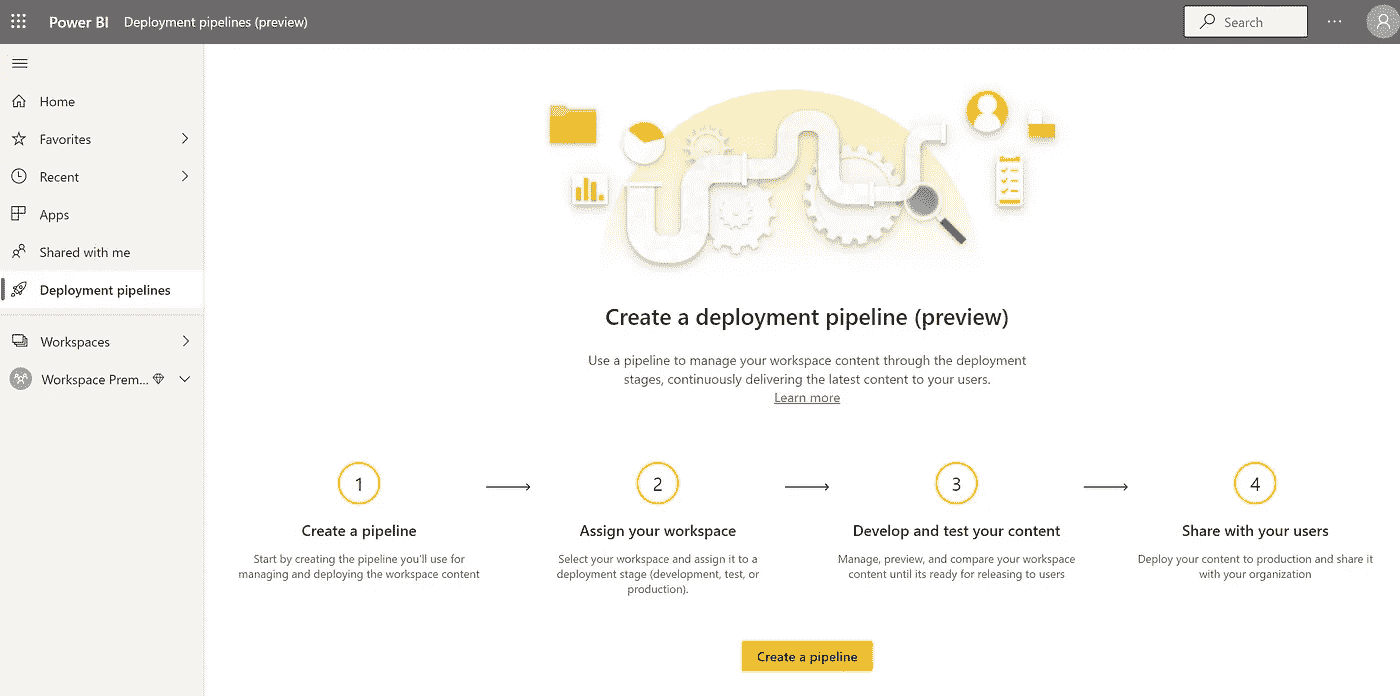 Power BI Deployment pipelines (preview)
Search
Home
Favorites
Recent
Apps
Shared with me
Deployment pipelines
Workspaces
Workspace Prem...
Create a deployment pipeline (preview)
Use a pipeline to manage your workspace content through the deployment
stages, continuously delivering the latest content to your users.
Learn more
1
Create a pipeline
Start by creating the pipeline you'll use for
managing and deploying the workspace content
2
Assign your workspace
Select your workspace and assign it to a
deployment stage (development, test, or
production).
3
Develop and test your content
Manage, preview, and compare your workspace
content until its ready for releasing to users
4
Share with your users
Deploy your content to production and share it
with your organization
Create a pipeline